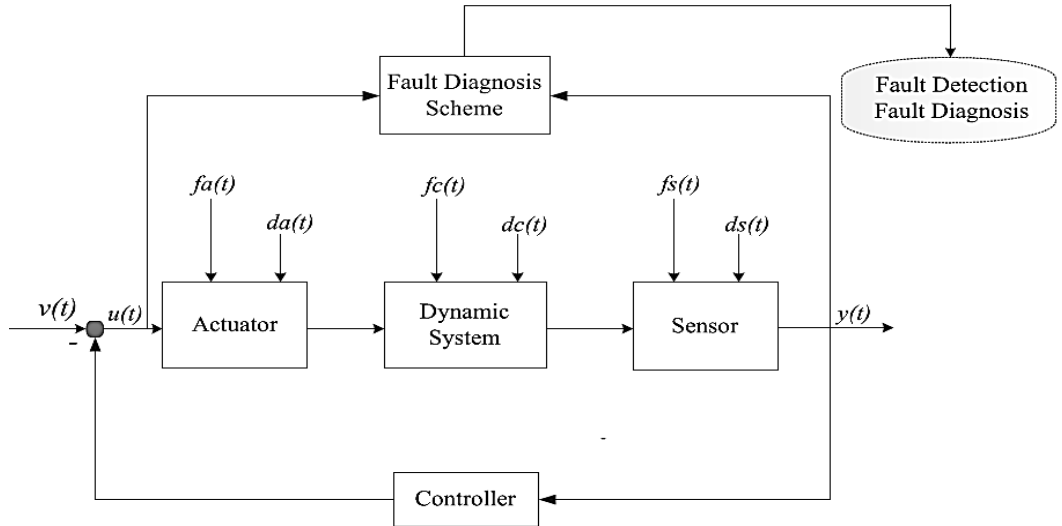 Fault Diagnosis
Scheme
Fault Detection
Fault Diagnosis
fa(t)
da(t)
fc(t)
dc(t)
fs(t)
ds(t)
v(t)
-
u(t)
Actuator
Dynamic
System
Sensor
y(t)
-
Controller